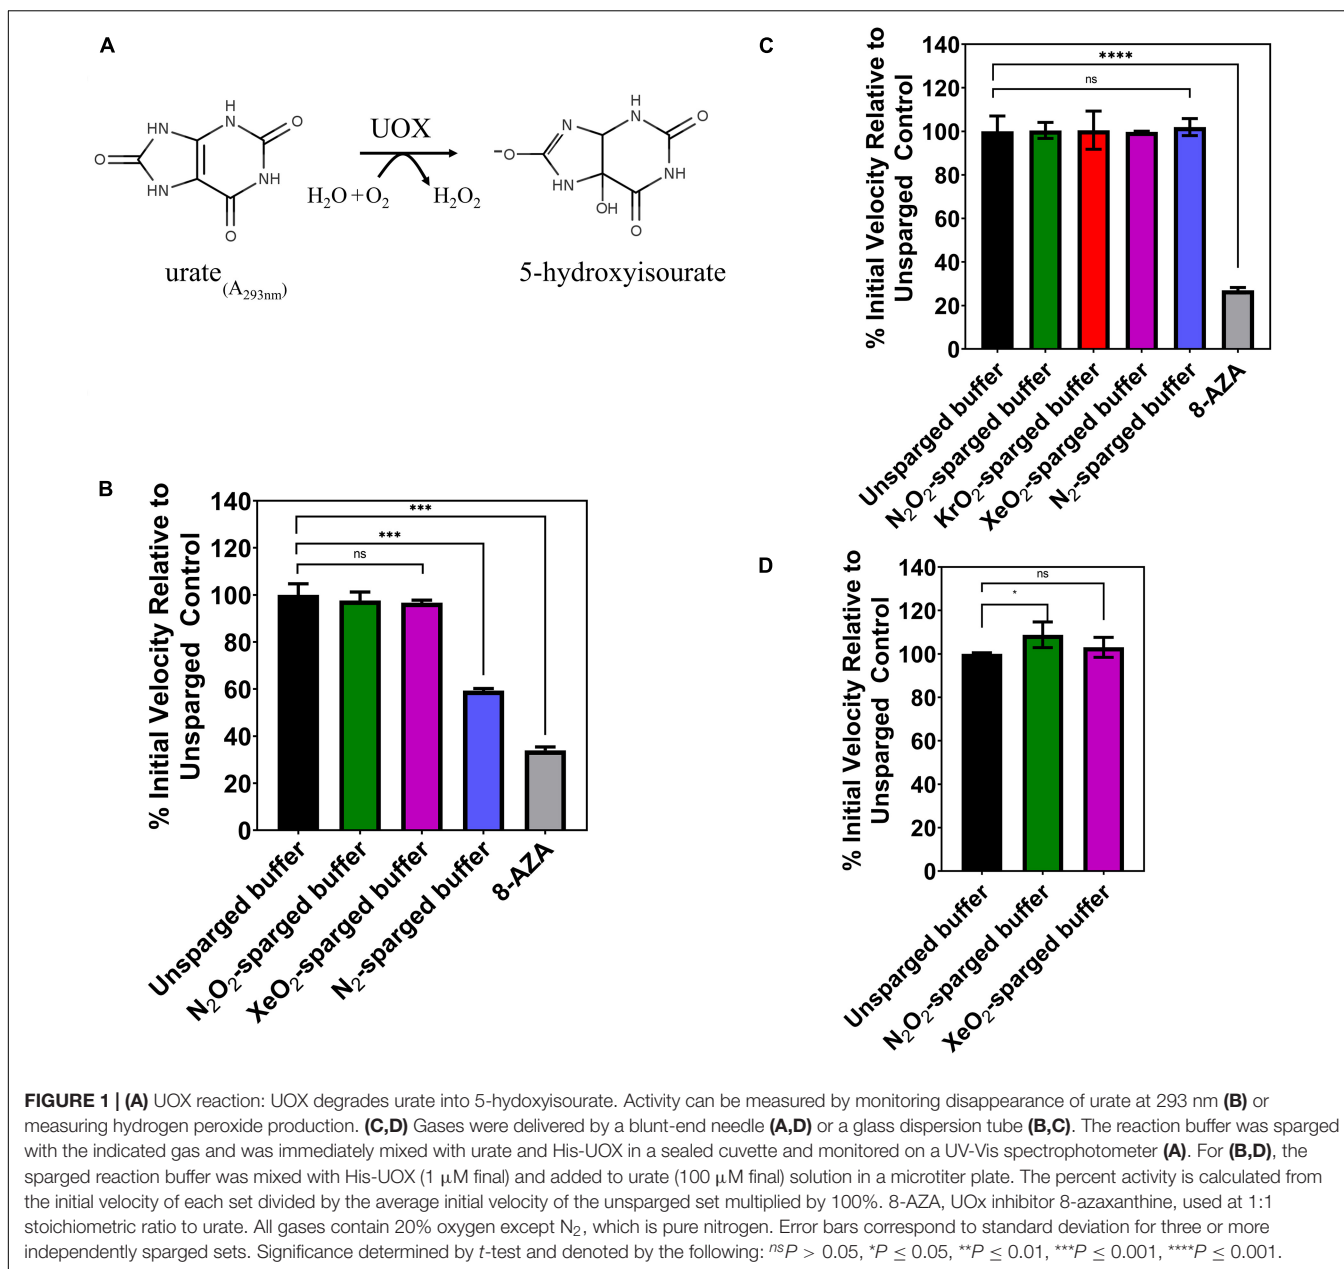 A
H
HN
N
O
O
HN
N
H
NH
O
UOX
H₂O+O₂
H₂O₂
H
N
N
O
⁻O
HN
NH
OH
O
urate (A293nm)
5-hydroxyisourate
C
% Initial Velocity Relative to
Unsparged Control
140
120
100
80
60
40
20
0
****
ns
Unsparged buffer
N₂O₂-sparged buffer
KrO₂-sparged buffer
XeO₂-sparged buffer
N₂-sparged buffer
8-AZA
B
% Initial Velocity Relative to
Unsparged Control
140
120
100
80
60
40
20
0
***
***
ns
Unsparged buffer
N₂O₂-sparged buffer
XeO₂-sparged buffer
N₂-sparged buffer
8-AZA
D
% Initial Velocity Relative to
Unsparged Control
140
120
100
80
60
40
20
0
ns
*
Unsparged buffer
N₂O₂-sparged buffer
XeO₂-sparged buffer
FIGURE 1 | (A) UOX reaction: UOX degrades urate into 5-hydoxyisourate. Activity can be measured by monitoring disappearance of urate at 293 nm (B) or
measuring hydrogen peroxide production. (C,D) Gases were delivered by a blunt-end needle (A,D) or a glass dispersion tube (B,C). The reaction buffer was sparged
with the indicated gas and was immediately mixed with urate and His-UOX in a sealed cuvette and monitored on a UV-Vis spectrophotometer (A). For (B,D), the
sparged reaction buffer was mixed with His-UOX (1 μM final) and added to urate (100 μM final) solution in a microtiter plate. The percent activity is calculated from
the initial velocity of each set divided by the average initial velocity of the unsparged set multiplied by 100%. 8-AZA, UOx inhibitor 8-azaxanthine, used at 1:1
stoichiometric ratio to urate. All gases contain 20% oxygen except N₂, which is pure nitrogen. Error bars correspond to standard deviation for three or more
independently sparged sets. Significance determined by t-test and denoted by the following: nsP > 0.05, *P ≤ 0.05, **P ≤ 0.01, ***P ≤ 0.001, ****P ≤ 0.001.